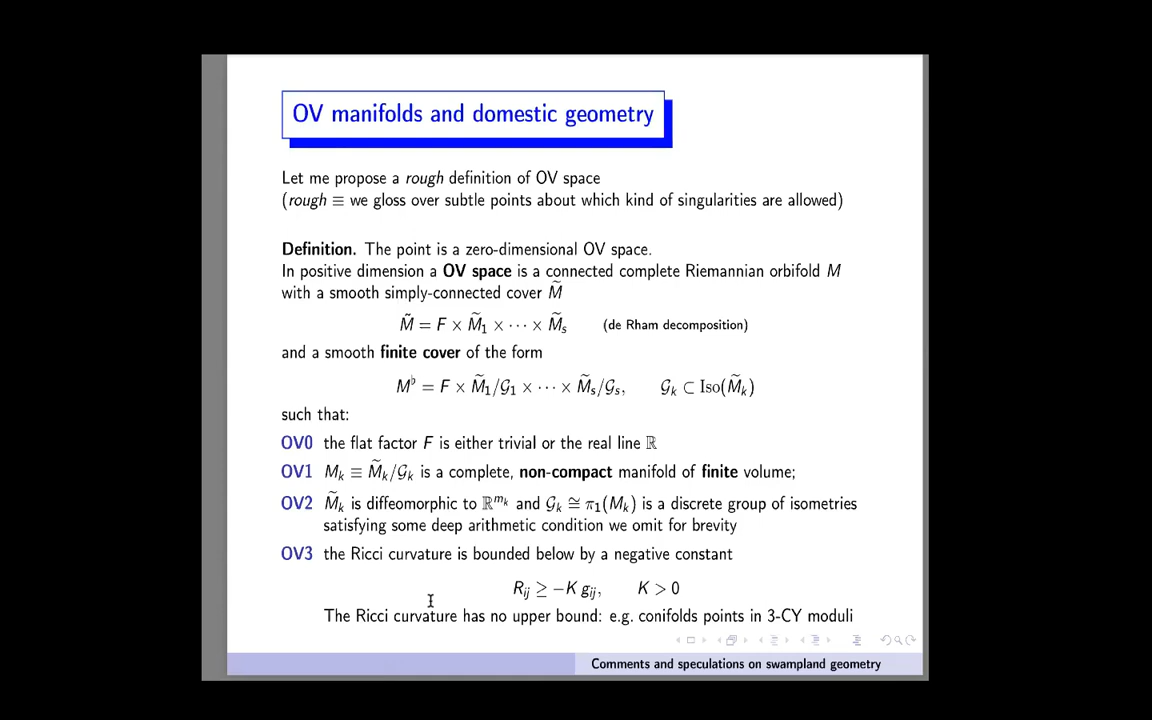 OV manifolds and domestic geometry
Let me propose a rough definition of OV space
(rough ≡ we gloss over subtle points about which kind of singularities are allowed)
Definition. The point is a zero-dimensional OV space.
In positive dimension a OV space is a connected complete Riemannian orbifold M
with a smooth simply-connected cover M̃
M̃ = F × M̃₁ × ··· × M̃ₛ (de Rham decomposition)
and a smooth finite cover of the form
M♭ = F × M̃₁/𝒢₁ × ··· × M̃ₛ/𝒢ₛ, 𝒢ₖ ⊂ Iso(M̃ₖ)
such that:
OV0 the flat factor F is either trivial or the real line ℝ
OV1 Mₖ ≡ M̃ₖ/𝒢ₖ is a complete, non-compact manifold of finite volume;
OV2 M̃ₖ is diffeomorphic to ℝ^{mₖ} and 𝒢ₖ ≅ π₁(Mₖ) is a discrete group of isometries
satisfying some deep arithmetic condition we omit for brevity
OV3 the Ricci curvature is bounded below by a negative constant
R_{ij} ≥ −K g_{ij}, K > 0
The Ricci curvature has no upper bound: e.g. conifolds points in 3-CY moduli
Comments and speculations on swampland geometry